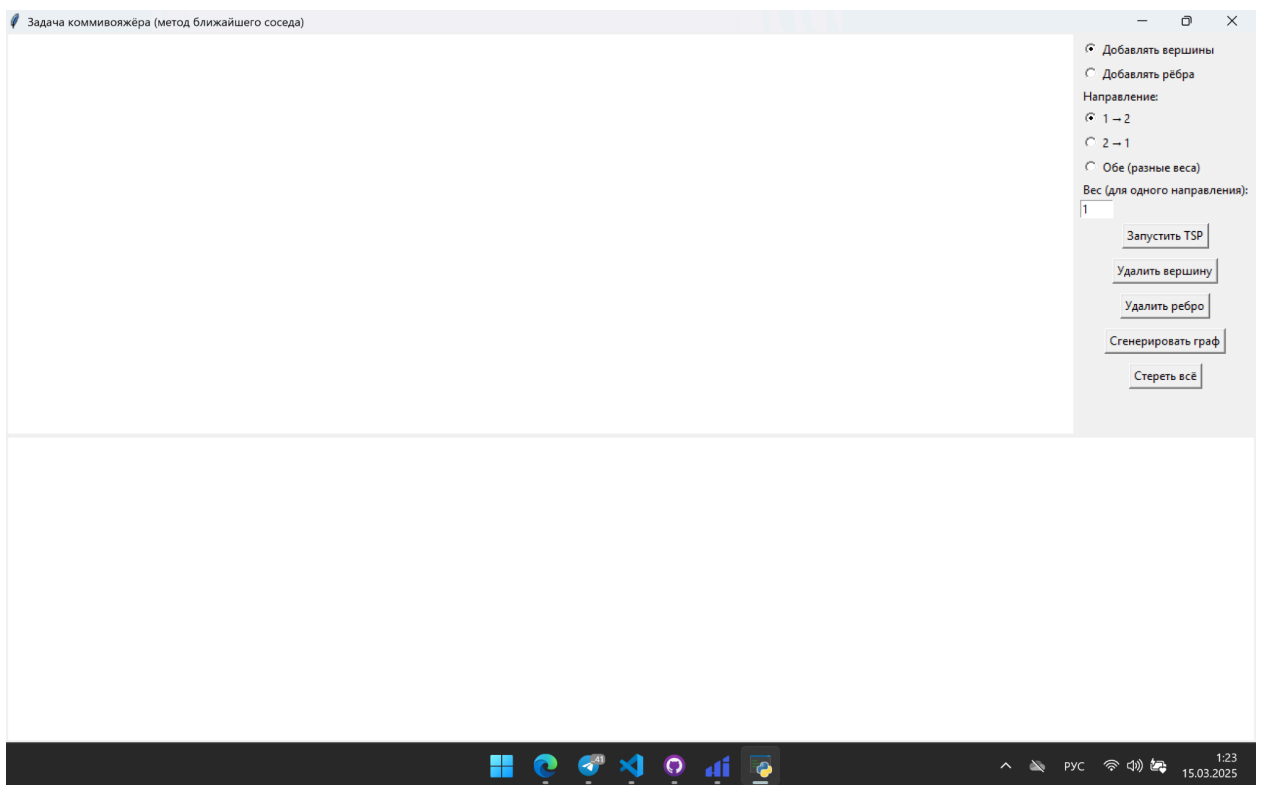 Задача коммивояжёра (метод ближайшего соседа)
Добавлять вершины
Добавлять рёбра
Направление:
1 → 2
2 → 1
Обе (разные веса)
Вес (для одного направления):
1
Запустить TSP
Удалить вершину
Удалить ребро
Сгенерировать граф
Стереть всё
41
РУС
1:23
15.03.2025